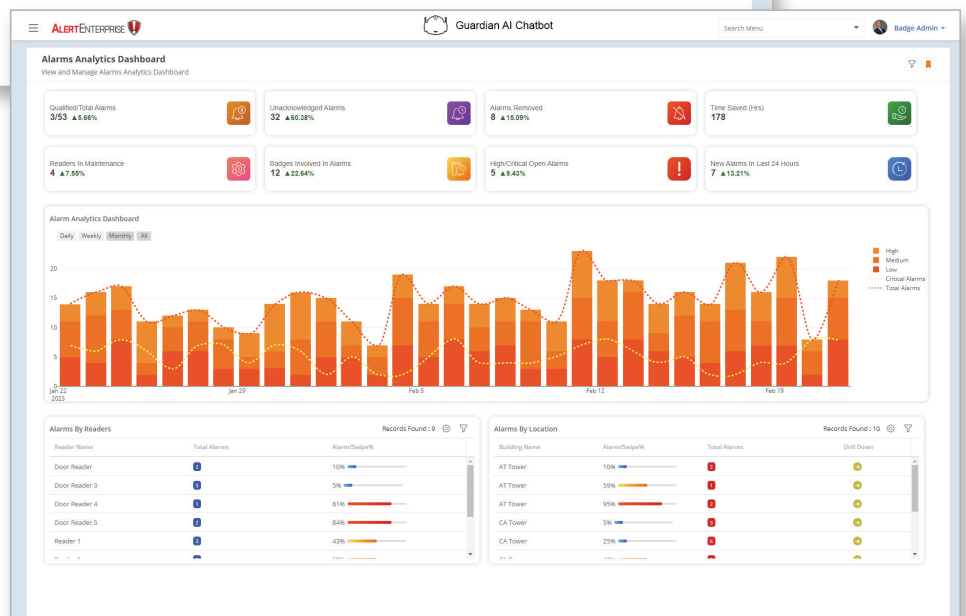 ALERTENTERPRISE
Guardian AI Chatbot
Search Menu
Badge Admin
Alarms Analytics Dashboard
View and Manage Alarms Analytics Dashboard
Qualified/Total Alarms
3/53 ▲5.66%
Unacknowledged Alarms
32 ▲60.38%
Alarms Removed
8 ▲15.09%
Time Saved (Hrs)
178
Readers In Maintenance
4 ▲7.55%
Badges Involved In Alarms
12 ▲22.64%
High/Critical Open Alarms
5 ▲9.43%
New Alarms In Last 24 Hours
7 ▲13.21%
Alarm Analytics Dashboard
Daily Weekly Monthly All
High
Medium
Low
Critical Alarms
Total Alarms
20
15
10
5
0
Jan 22 Jan 29 Feb 5 Feb 12 Feb 19
2023
Alarms By Readers Records Found : 9
Reader Name Total Alarms Alarm/Swipe%
Door Reader 2 10%
Door Reader 3 3 5%
Door Reader 4 1 81%
Door Reader 5 2 84%
Reader 1 3 43%
Alarms By Location Records Found : 10
Building Name Alarm/Swipe% Total Alarms Drill Down
AT Tower 10% 2
AT Tower 59% 1
AT Tower 95% 2
CA Tower 5% 3
CA Tower 25% 6